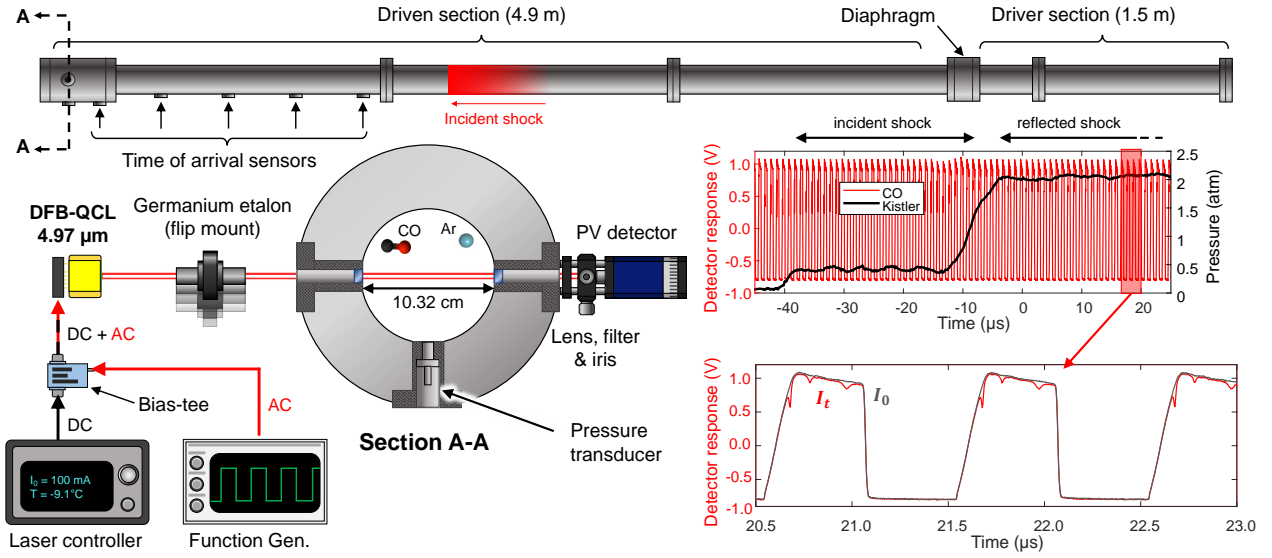 A
Driven section (4.9 m)
Diaphragm
Driver section (1.5 m)
Incident shock
A
Time of arrival sensors
DFB-QCL
4.97 µm
Germanium etalon
(flip mount)
CO
Ar
PV detector
10.32 cm
Lens, filter
& iris
DC + AC
Bias-tee
AC
DC
Section A-A
Pressure
transducer
I₀ = 100 mA
T = -9.1°C
Laser controller
Function Gen.
incident shock
reflected shock
Detector response (V)
1.0
0.5
0.0
-0.5
-1.0
CO
Kistler
2.5
2
1.5
1
0.5
0
Pressure (atm)
-40 -30 -20 -10 0 10 20
Time (µs)
Detector response (V)
1.0
0.5
0.0
-0.5
-1.0
Iₜ
I₀
20.5 21.0 21.5 22.0 22.5 23.0
Time (µs)